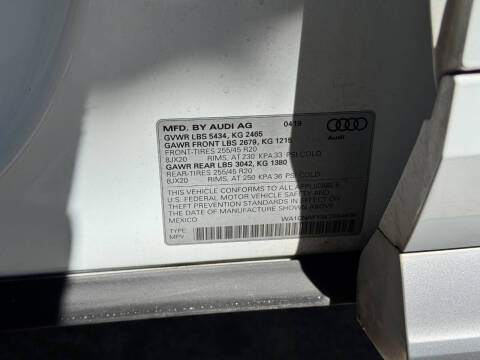 MFD. BY AUDI AG 04/19
GVWR LBS 5434, KG 2465
GAWR FRONT LBS 2679, KG 1215
FRONT-TIRES 255/45 R20
8JX20 RIMS, AT 230 KPA 33 PSI COLD
GAWR REAR LBS 3042, KG 1380
REAR-TIRES 255/45 R20
8JX20 RIMS, AT 250 KPA 36 PSI COLD
Audi
THIS VEHICLE CONFORMS TO ALL APPLICABLE
U.S. FEDERAL MOTOR VEHICLE SAFETY AND
THEFT PREVENTION STANDARDS IN EFFECT ON
THE DATE OF MANUFACTURE SHOWN ABOVE.
MEXICO
TYPE:
MPV